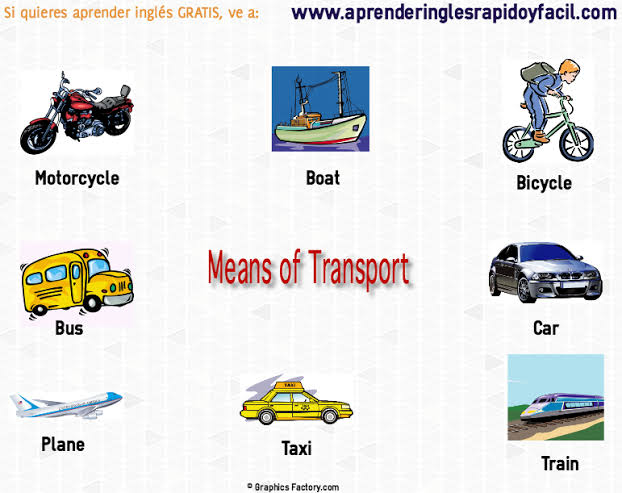 Si quieres aprender inglés GRATIS, ve a: www.aprenderinglesrapidoyfacil.com
Motorcycle
Boat
Bicycle
Means of Transport
Bus
Car
TAXI
Plane
Taxi
Train
© Graphics Factory.com